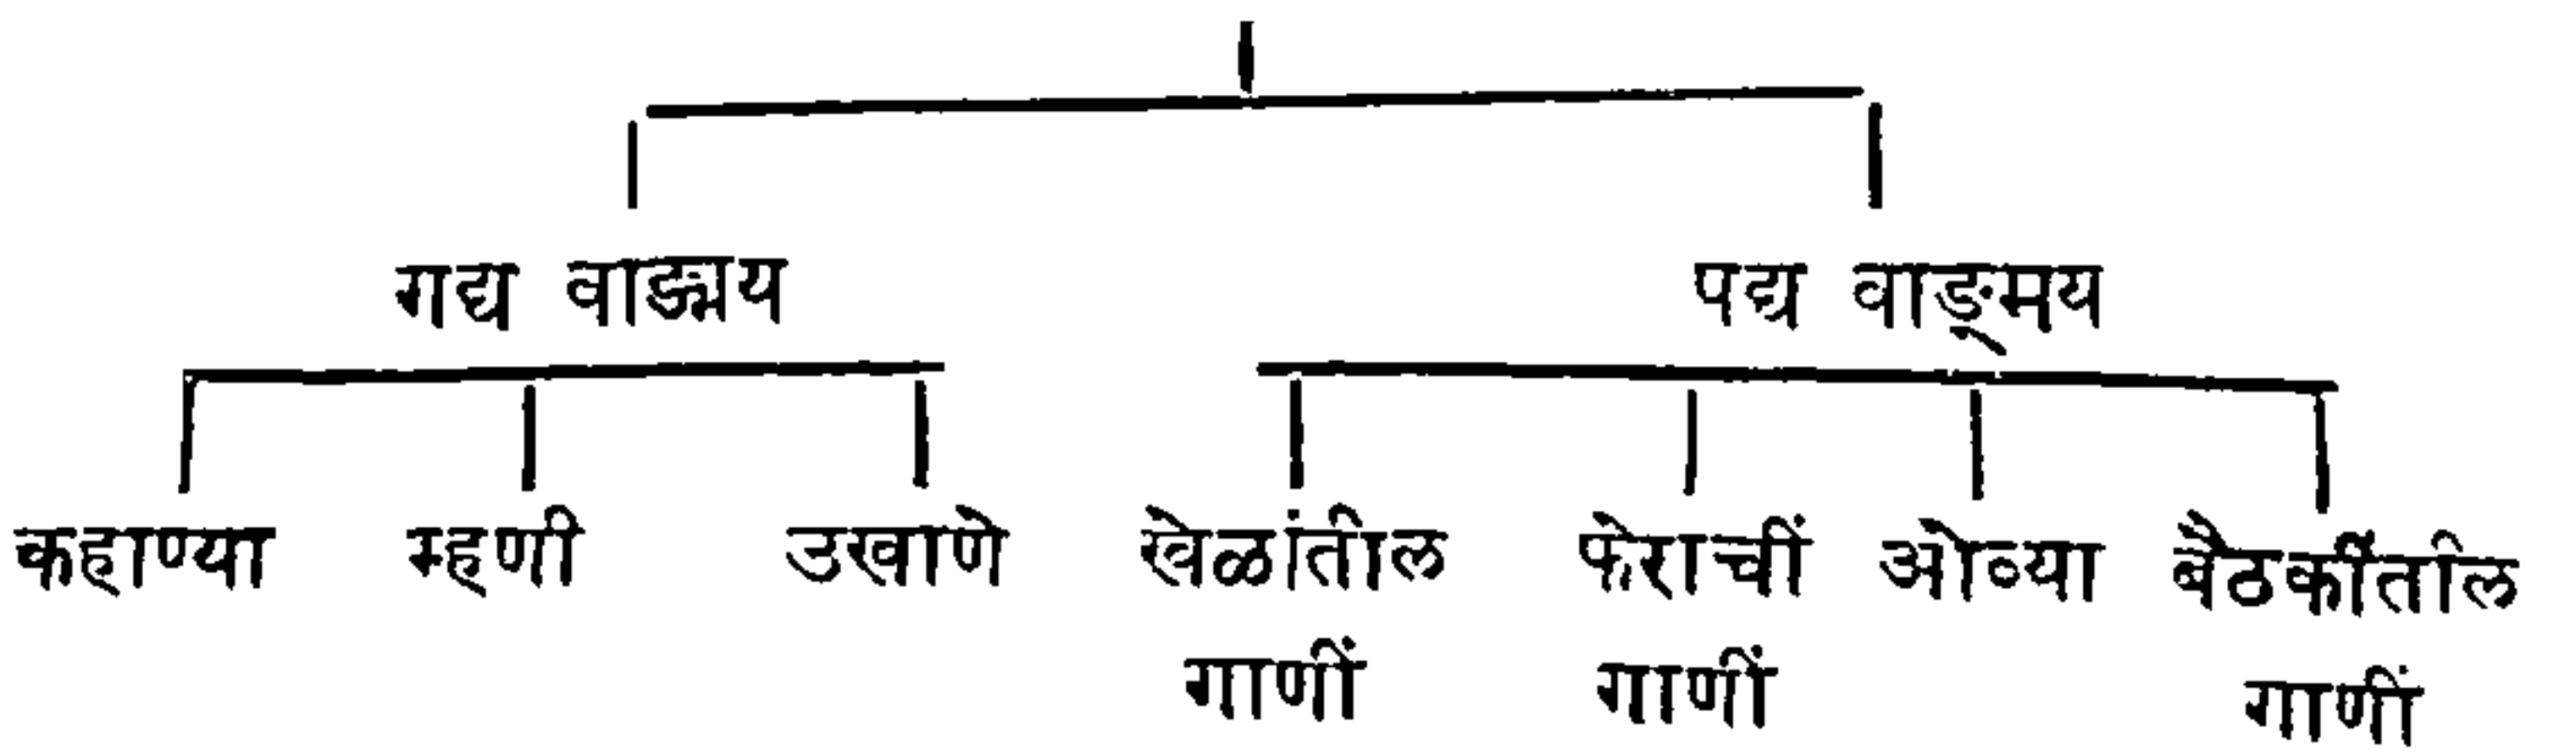 गद्य वाङ्मय पद्य वाङ्‌मय
कहाण्या म्हणी उखाणे खेळांतील फेराचीं ओव्या बैठकींतील
गाणीं गाणीं गाणीं